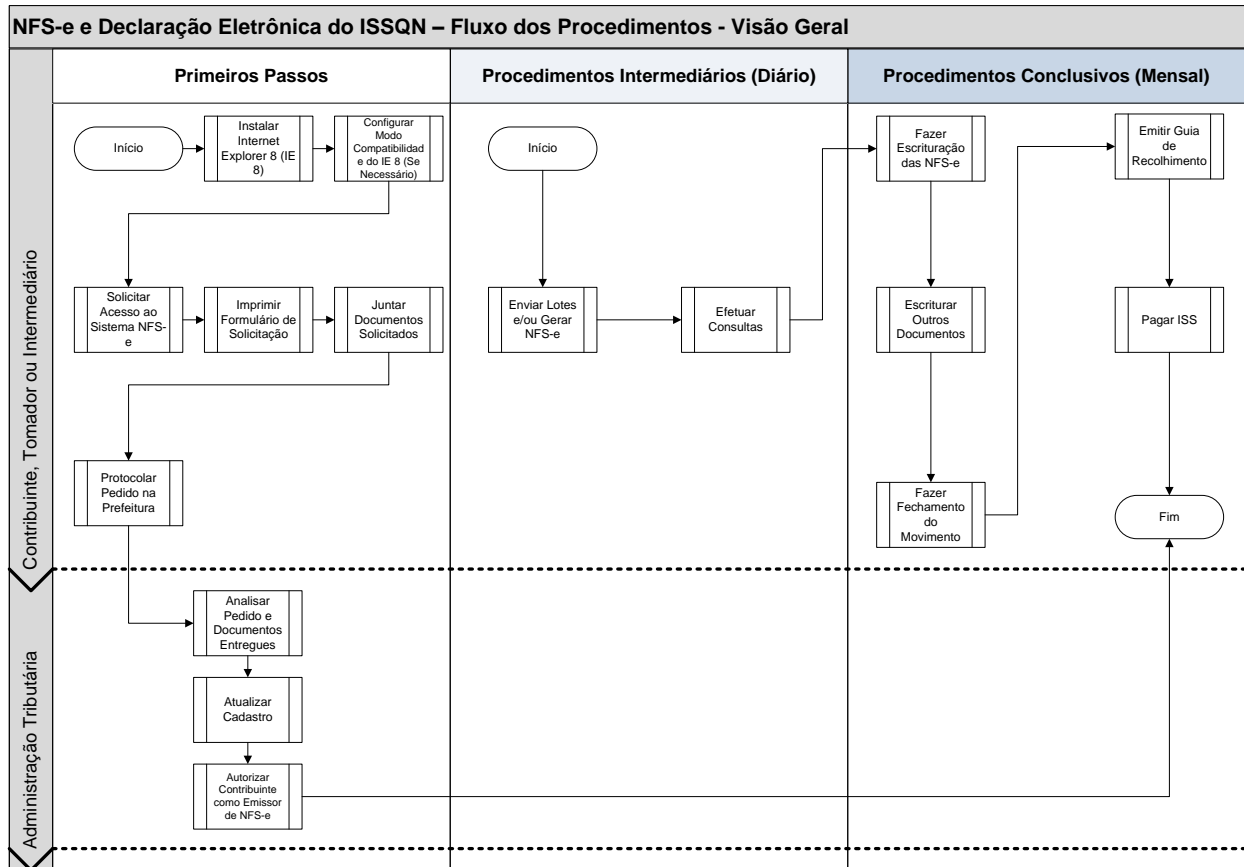 NFS-e e Declaração Eletrônica do ISSQN – Fluxo dos Procedimentos - Visão Geral
Primeiros Passos
Procedimentos Intermediários (Diário)
Procedimentos Conclusivos (Mensal)
Contribuinte, Tomador ou Intermediário
Início
Instalar
Internet
Explorer 8 (IE
8)
Configurar
Modo
Compatibilidad
e do IE 8 (Se
Necessário)
Solicitar
Acesso ao
Sistema NFS-
e
Imprimir
Formulário de
Solicitação
Juntar
Documentos
Solicitados
Protocolar
Pedido na
Prefeitura
Início
Enviar Lotes
e/ou Gerar
NFS-e
Efetuar
Consultas
Fazer
Escrituração
das NFS-e
Escriturar
Outros
Documentos
Fazer
Fechamento
do
Movimento
Emitir Guia
de
Recolhimento
Pagar ISS
Fim
Administração Tributária
Analisar
Pedido e
Documentos
Entregues
Atualizar
Cadastro
Autorizar
Contribuinte
como Emissor
de NFS-e